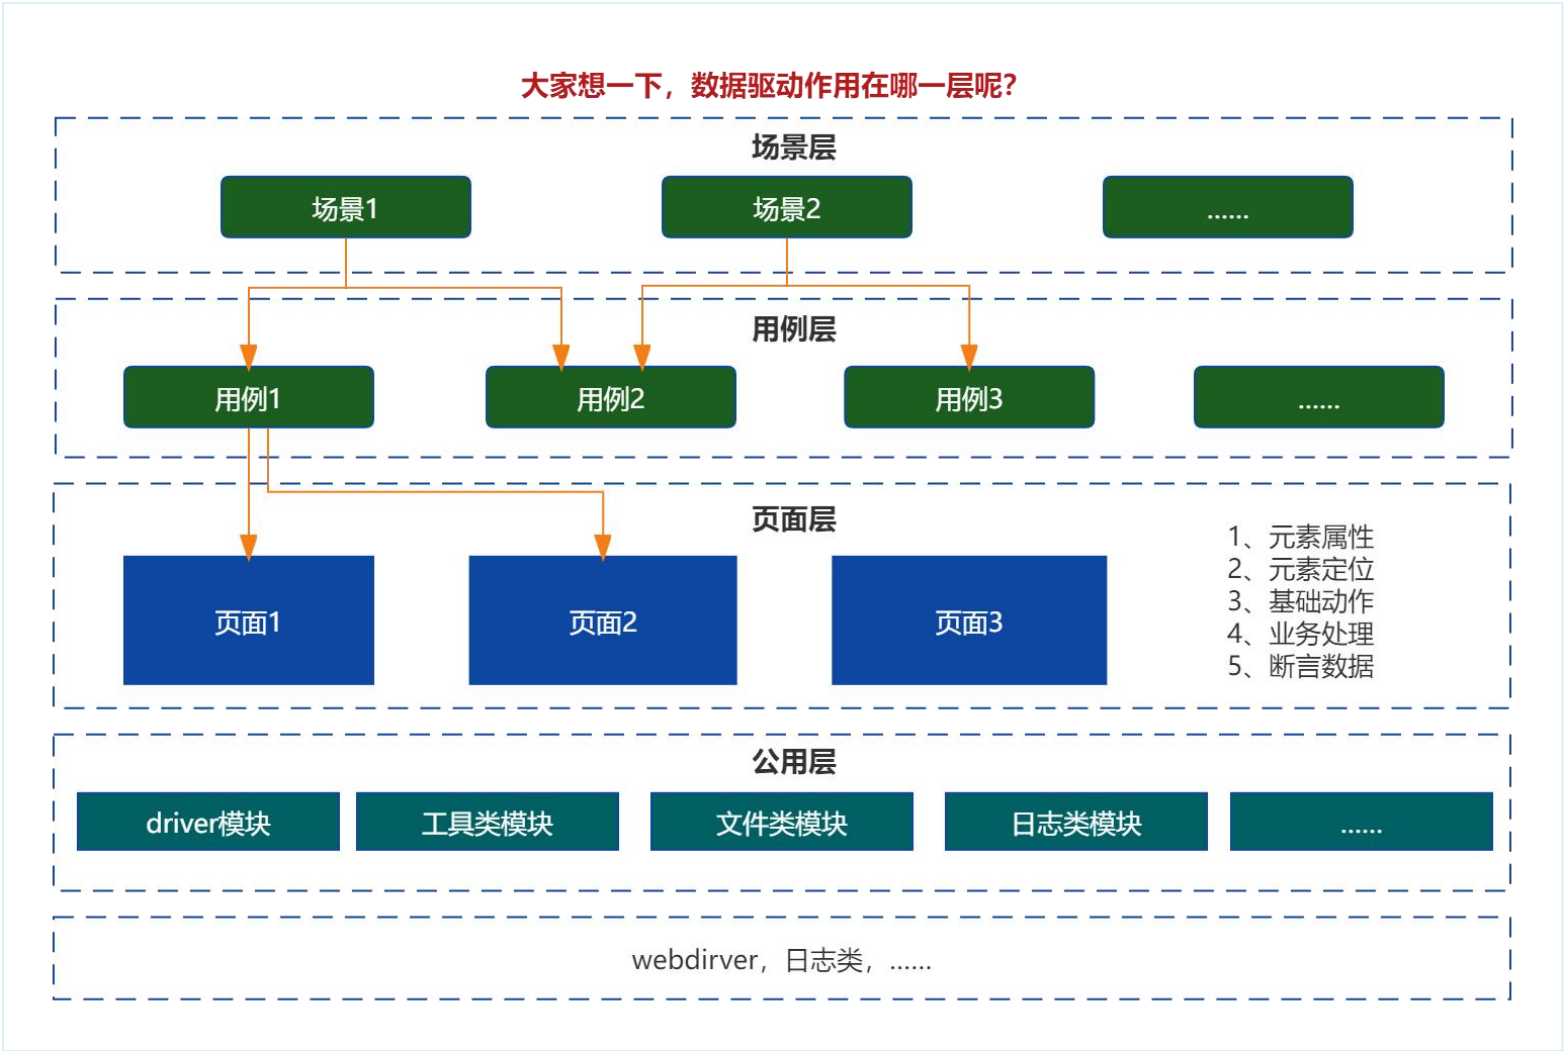 大家想一下，数据驱动作用在哪一层呢？
场景层
场景1
场景2
......
用例层
用例1
用例2
用例3
......
页面层
页面1
页面2
页面3
1、元素属性
2、元素定位
3、基础动作
4、业务处理
5、断言数据
公用层
driver模块
工具类模块
文件类模块
日志类模块
......
webdirver，日志类，......